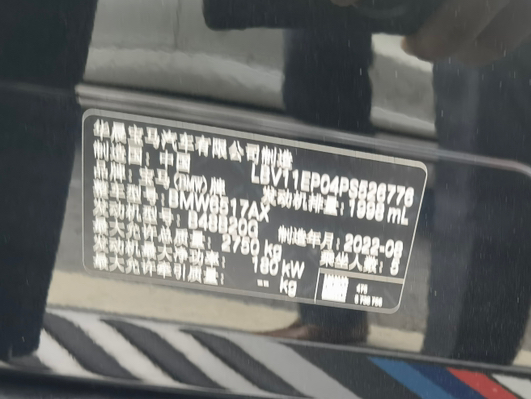 华晨宝马汽车有限公司制造
制造国：中国 LBV11EP04PS626776
品牌：宝马(BMW)牌 发动机排量：1998 mL
整车型号：BMW6517AX
发动机型号：B48B20G 制造年月：2022-08
最大允许总质量：2750 kg 乘坐人数：5
发动机最大净功率：180 kW
最大允许牵引质量：-- kg